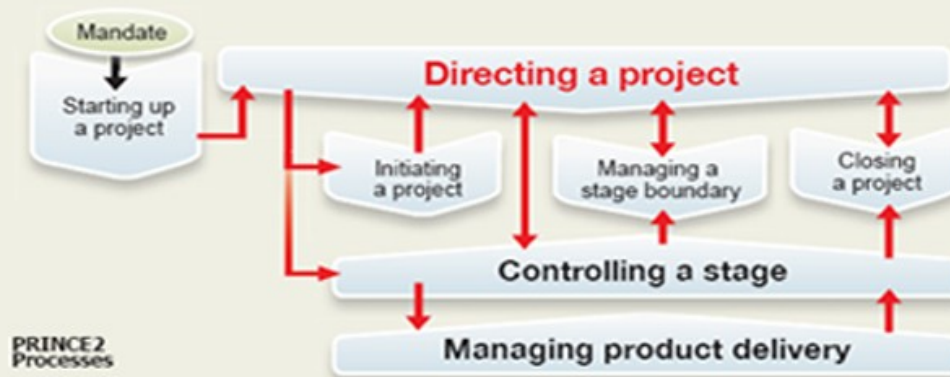 Mandate
Starting up
a project
Directing a project
Initiating
a project
Managing a
stage boundary
Closing
a project
Controlling a stage
Managing product delivery
PRINCE2
Processes